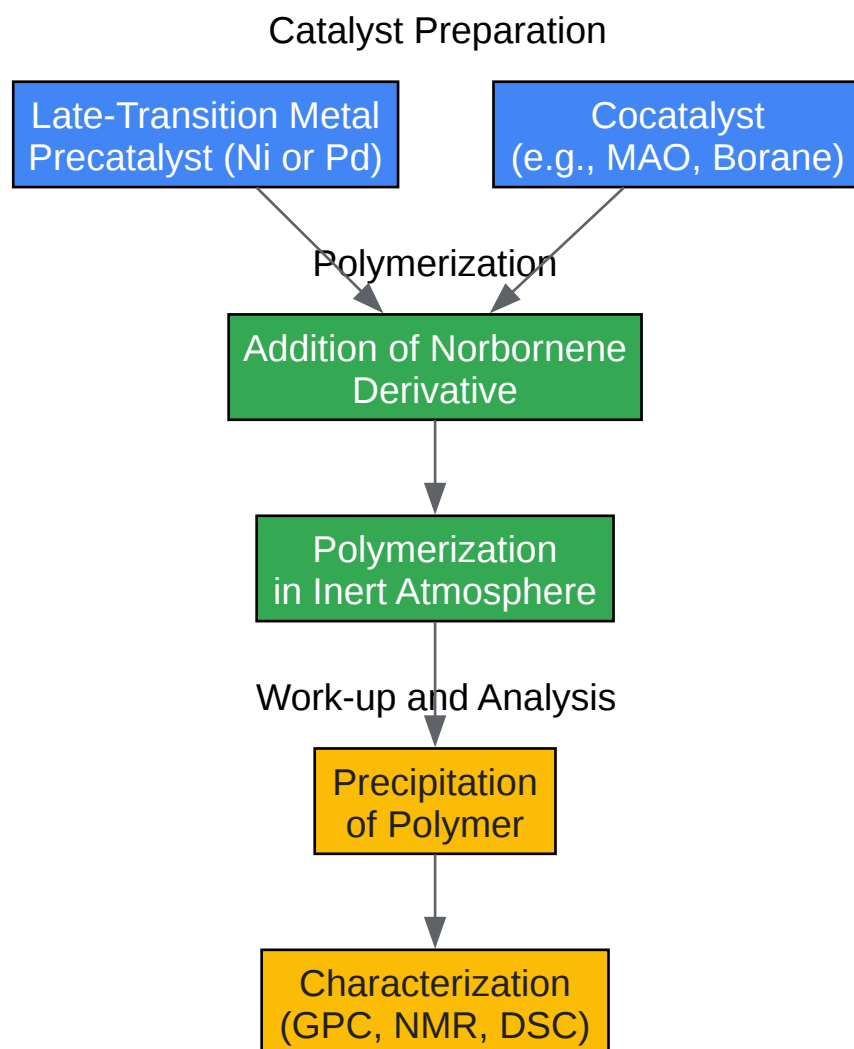 Catalyst Preparation
Late-Transition Metal
Precatalyst (Ni or Pd)
Cocatalyst
(e.g., MAO, Borane)
Polymerization
Addition of Norbornene
Derivative
Polymerization
in Inert Atmosphere
Work-up and Analysis
Precipitation
of Polymer
Characterization
(GPC, NMR, DSC)